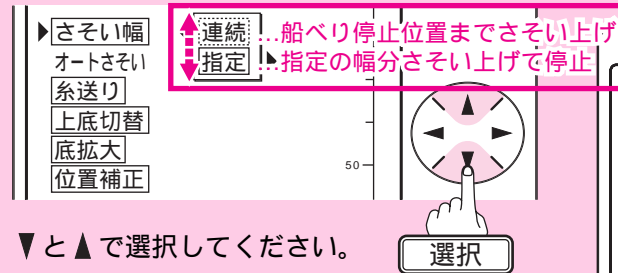 ▶さそい幅 連続 …船べり停止位置までさそい上げ
オートさそい 指定 …指定の幅分さそい上げて停止
糸送り
上底切替
底拡大
位置補正
50
▼と▲で選択してください。
選択